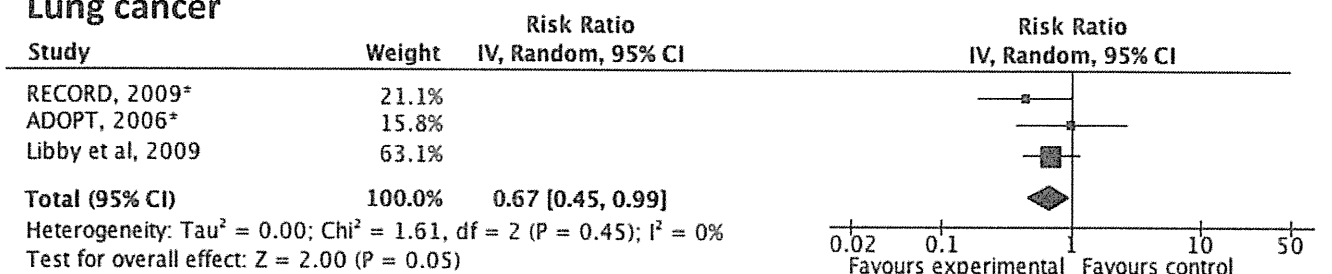 Lung cancer
Risk Ratio Risk Ratio
Study Weight IV, Random, 95% CI IV, Random, 95% CI
RECORD, 2009* 21.1%
ADOPT, 2006* 15.8%
Libby et al, 2009 63.1%
Total (95% CI) 100.0% 0.67 [0.45, 0.99]
Heterogeneity: Tau² = 0.00; Chi² = 1.61, df = 2 (P = 0.45); I² = 0%
0.02 0.1 1 10 50
Test for overall effect: Z = 2.00 (P = 0.05)
Favours experimental Favours control